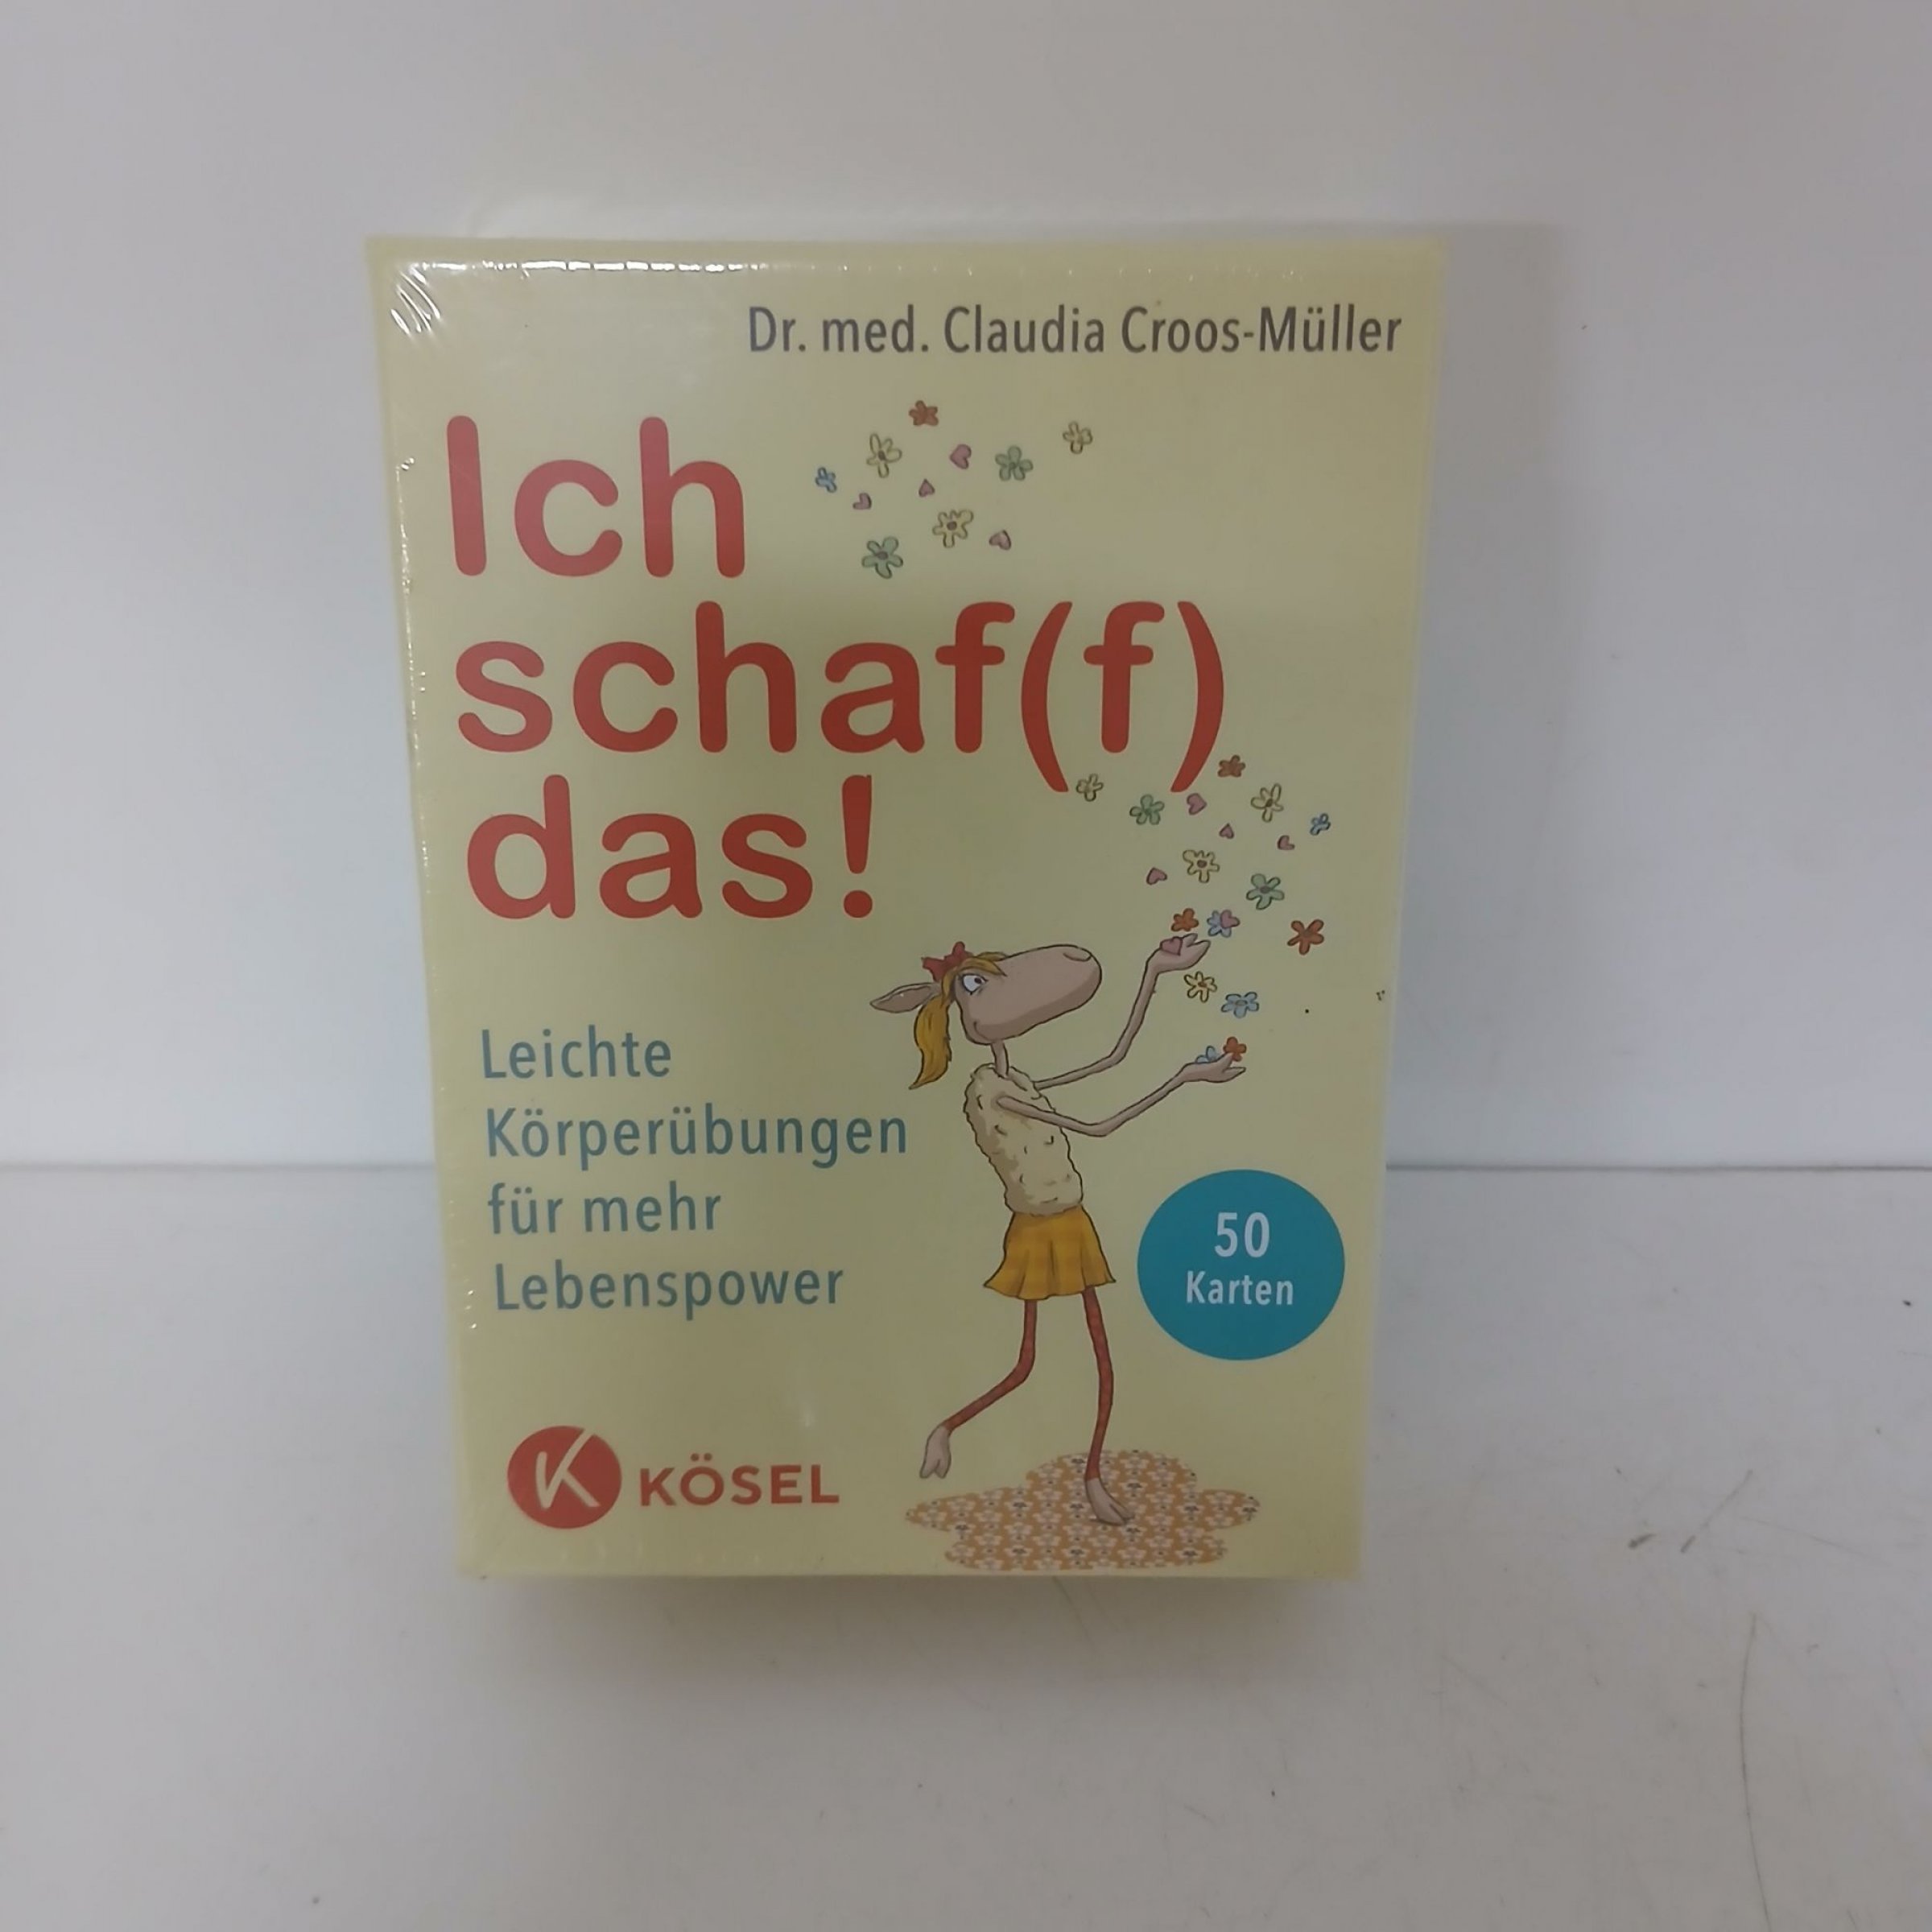 Dr. med. Claudia Croos-Müller
Ich
schaf(f)
das!
Leichte
Körperübungen
für mehr
Lebenspower
50
Karten
K KÖSEL